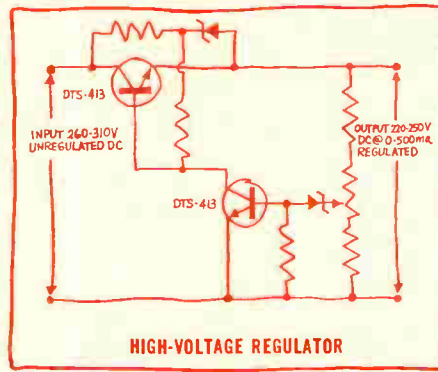 DTS-413
INPUT 260-310V
UNREGULATED DC
OUTPUT 220-250V
DC@0-500ma
REGULATED
DTS-413
HIGH-VOLTAGE REGULATOR